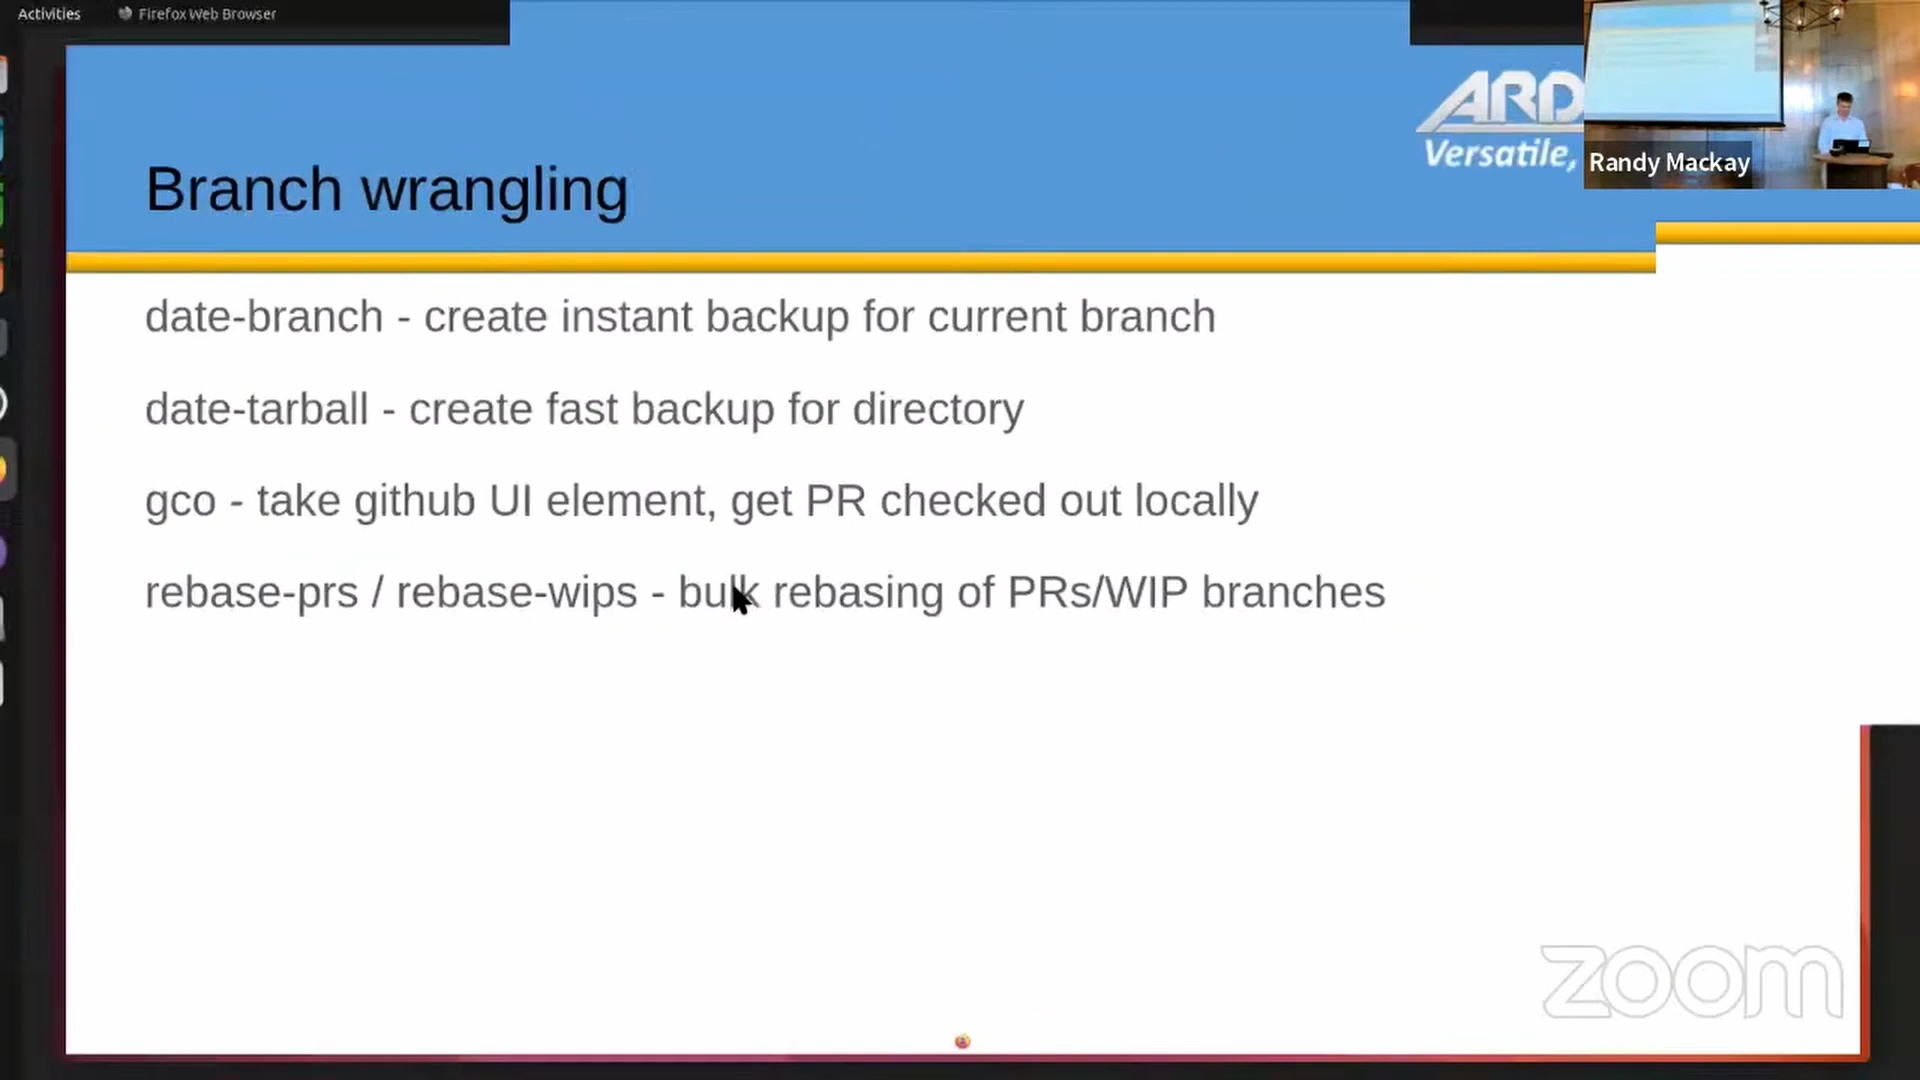 Activities
Firefox Web Browser
ARD
Versatile,
Randy Mackay
Branch wrangling
date-branch - create instant backup for current branch
date-tarball - create fast backup for directory
gco - take github UI element, get PR checked out locally
rebase-prs / rebase-wips - bulk rebasing of PRs/WIP branches
zoom